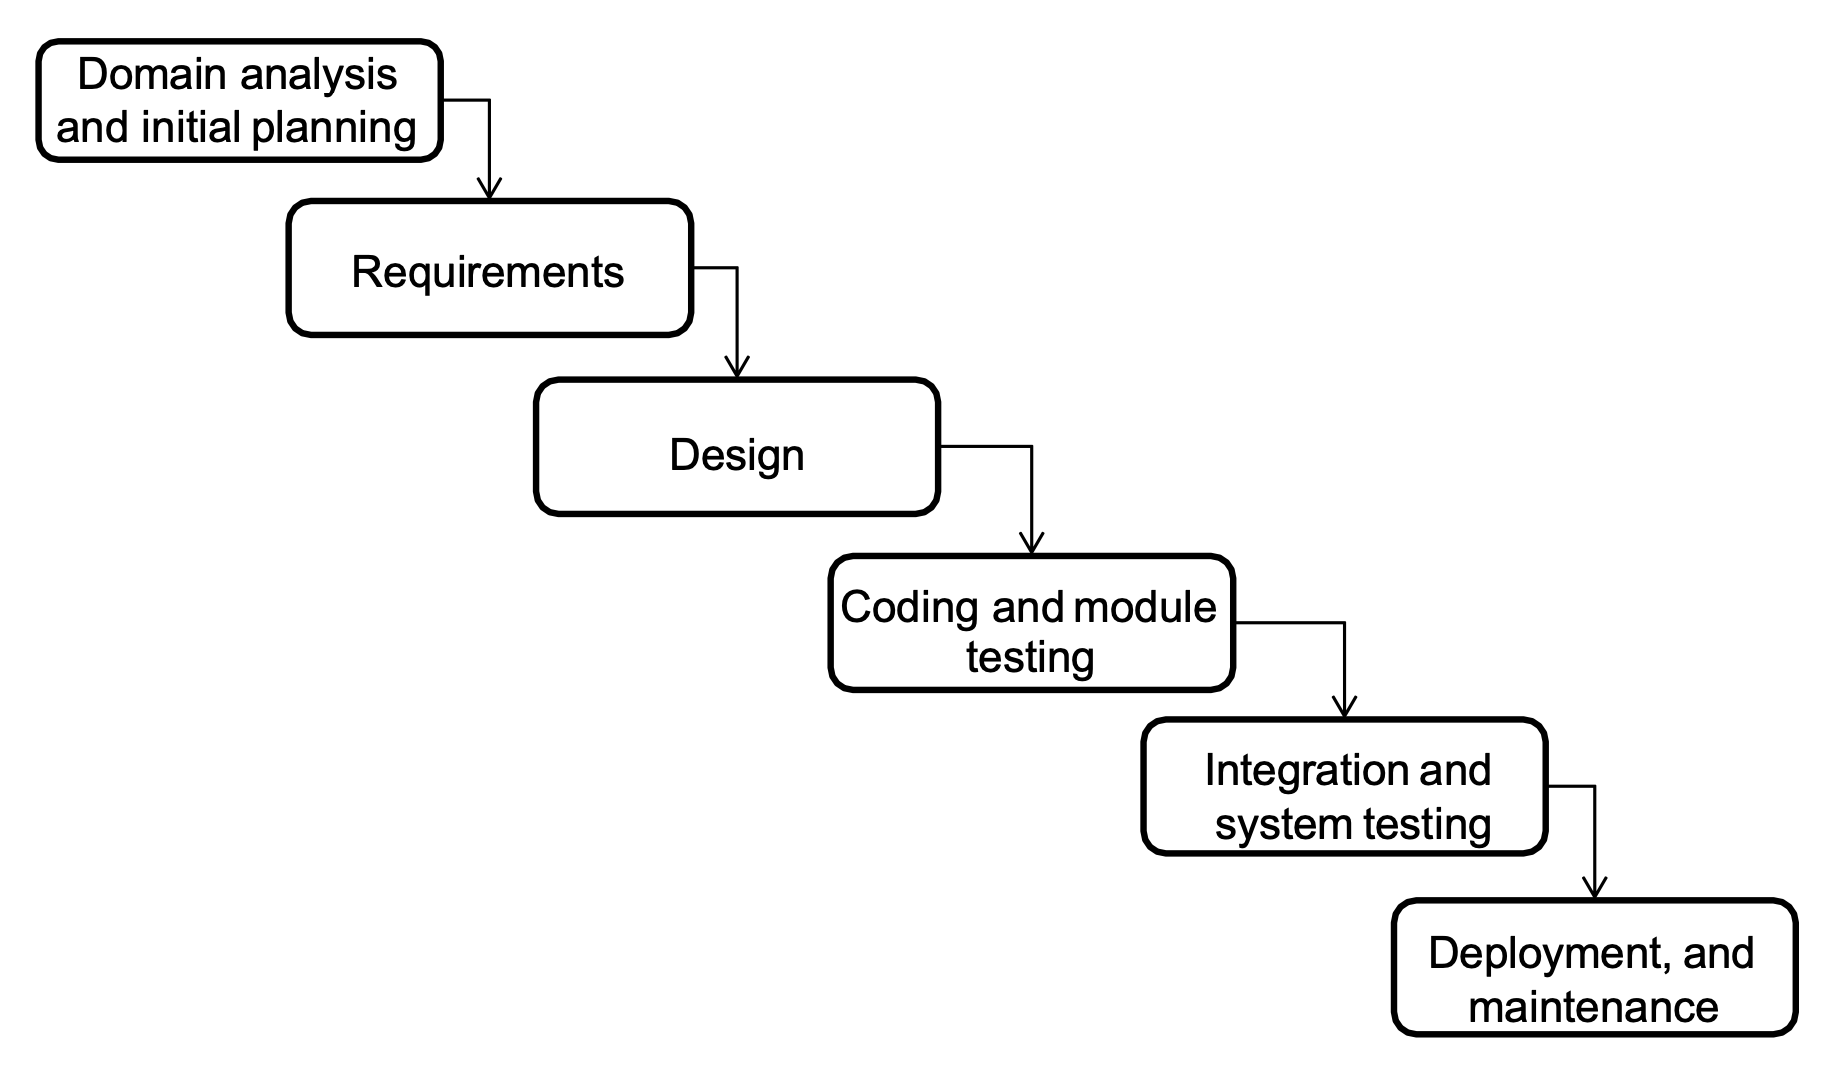 Domain analysis
and initial planning
Requirements
Design
Coding and module
testing
Integration and
system testing
Deployment, and
maintenance